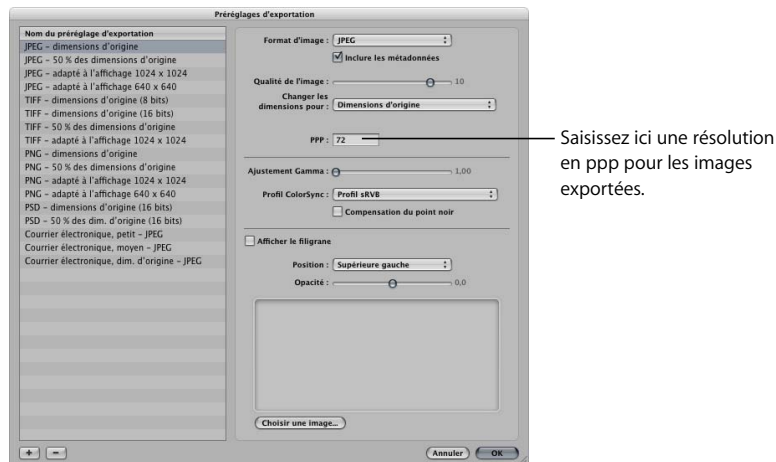 Préréglages d'exportation
Nom du préréglage d'exportation
JPEG – dimensions d'origine
JPEG – 50 % des dimensions d'origine
JPEG – adapté à l'affichage 1024 x 1024
JPEG – adapté à l'affichage 640 x 640
TIFF – dimensions d'origine (8 bits)
TIFF – dimensions d'origine (16 bits)
TIFF – 50 % des dimensions d'origine
TIFF – adapté à l'affichage 1024 x 1024
PNG – dimensions d'origine
PNG – 50 % des dimensions d'origine
PNG – adapté à l'affichage 1024 x 1024
PNG – adapté à l'affichage 640 x 640
PSD – dimensions d'origine (16 bits)
PSD – 50 % des dim. d'origine (16 bits)
Courrier électronique, petit – JPEG
Courrier électronique, moyen – JPEG
Courrier électronique, dim. d'origine – JPEG
Format d'image : JPEG
Inclure les métadonnées
Qualité de l'image : 10
Changer les
dimensions pour : Dimensions d'origine
PPP : 72
Ajustement Gamma : 1,00
Profil ColorSync : Profil sRVB
Compensation du point noir
Afficher le filigrane
Position : Supérieure gauche
Opacité : 0,0
Choisir une image...
Annuler
OK
Saisissez ici une résolution
en ppp pour les images
exportées.